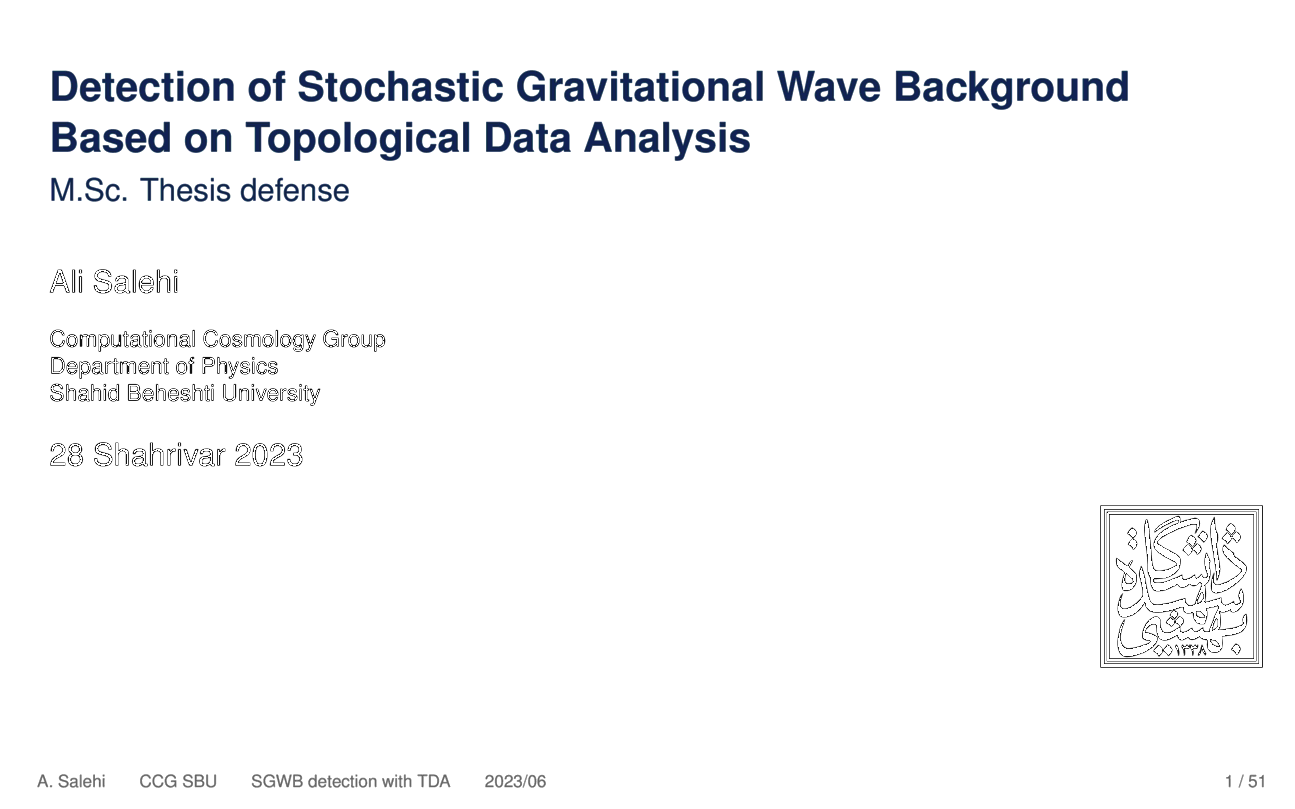 Detection of Stochastic Gravitational Wave Background
Based on Topological Data Analysis
M.Sc. Thesis defense
Ali Salehi
Computational Cosmology Group
Department of Physics
Shahid Beheshti University
28 Shahrivar 2023
دانشگاه
شهید
بهشتی
۱۳۳۸
A. Salehi CCG SBU SGWB detection with TDA 2023/06 1 / 51